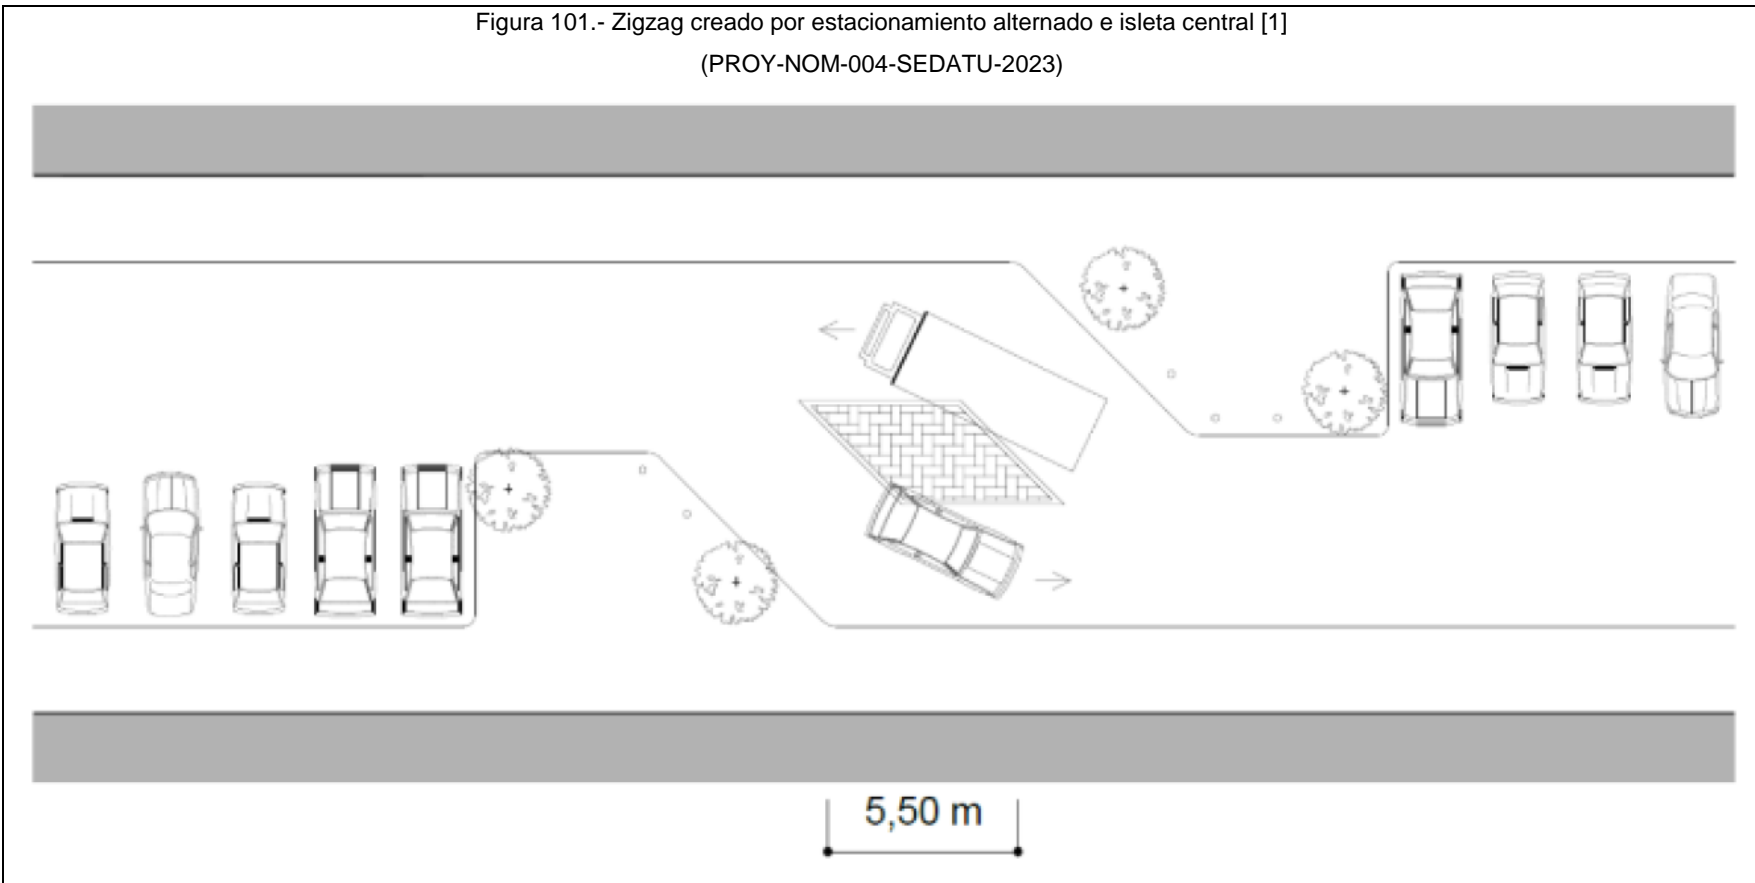 Figura 101.- Zigzag creado por estacionamiento alternado e isleta central [1]
(PROY-NOM-004-SEDATU-2023)
5,50 m